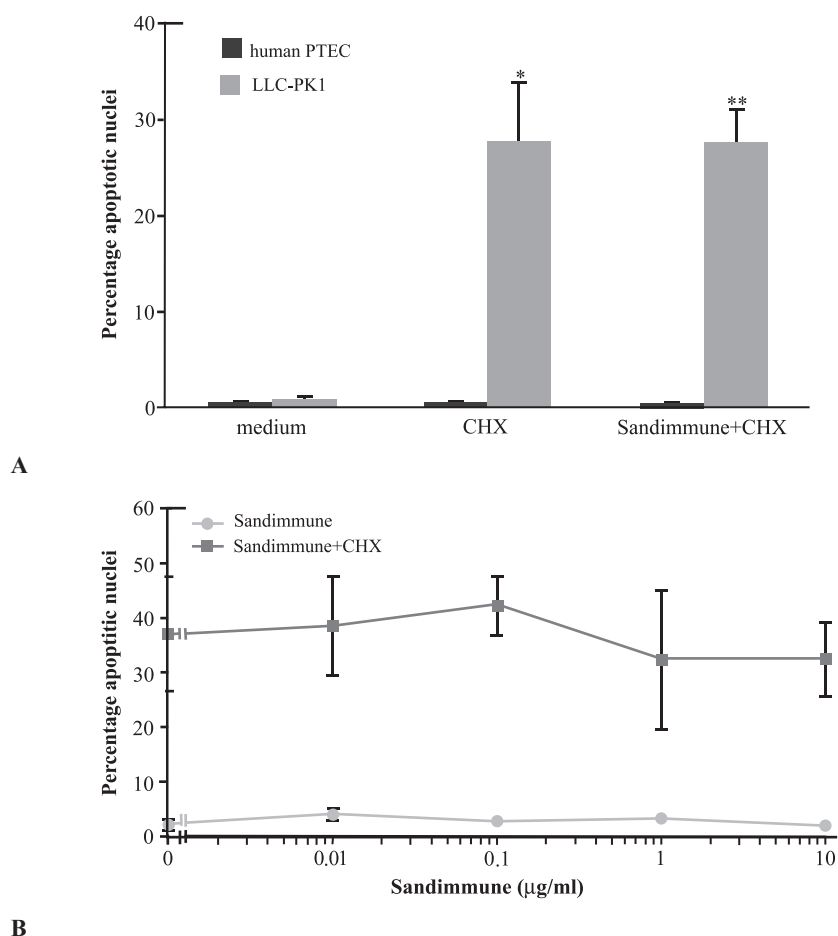 40
30
20
10
0
Percentage apoptotic nuclei
human PTEC
LLC-PK1
*
**
medium CHX Sandimmune+CHX
A
60
50
40
30
20
10
0
Percentage apoptitic nuclei
Sandimmune
Sandimmune+CHX
0 0.01 0.1 1 10
Sandimmune (µg/ml)
B